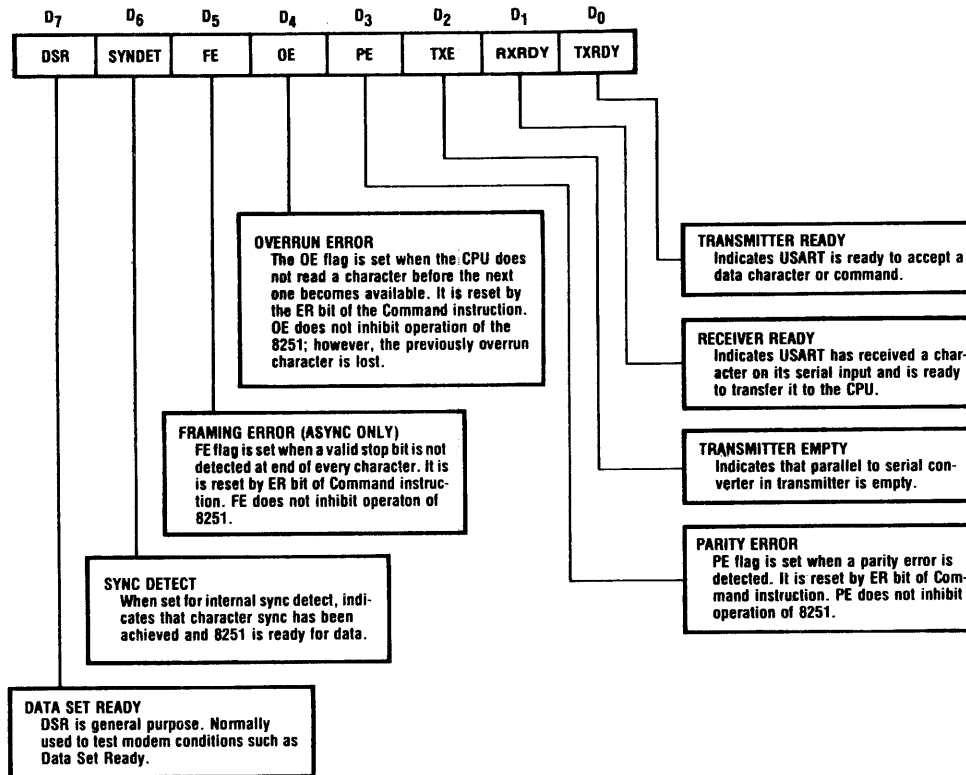 D7 D6 D5 D4 D3 D2 D1 D0
DSR SYNDET FE OE PE TXE RXRDY TXRDY
OVERRUN ERROR
The OE flag is set when the CPU does
not read a character before the next
one becomes available. It is reset by
the ER bit of the Command instruction.
OE does not inhibit operation of the
8251; however, the previously overrun
character is lost.
FRAMING ERROR (ASYNC ONLY)
FE flag is set when a valid stop bit is not
detected at end of every character. It is
is reset by ER bit of Command instruc-
tion. FE does not inhibit operaton of
8251.
SYNC DETECT
When set for internal sync detect, indi-
cates that character sync has been
achieved and 8251 is ready for data.
DATA SET READY
DSR is general purpose. Normally
used to test modem conditions such as
Data Set Ready.
TRANSMITTER READY
Indicates USART is ready to accept a
data character or command.
RECEIVER READY
Indicates USART has received a char-
acter on its serial input and is ready
to transfer it to the CPU.
TRANSMITTER EMPTY
Indicates that parallel to serial con-
verter in transmitter is empty.
PARITY ERROR
PE flag is set when a parity error is
detected. It is reset by ER bit of Com-
mand instruction. PE does not inhibit
operation of 8251.